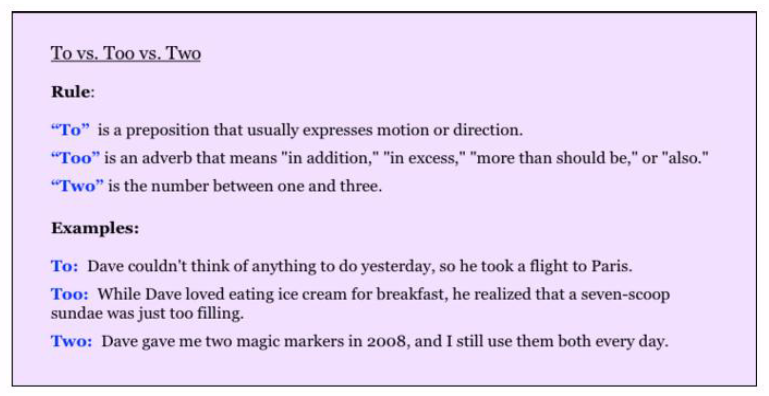 To vs. Too vs. Two
Rule:
“To” is a preposition that usually expresses motion or direction.
“Too” is an adverb that means "in addition," "in excess," "more than should be," or "also."
“Two” is the number between one and three.
Examples:
To: Dave couldn't think of anything to do yesterday, so he took a flight to Paris.
Too: While Dave loved eating ice cream for breakfast, he realized that a seven-scoop
sundae was just too filling.
Two: Dave gave me two magic markers in 2008, and I still use them both every day.